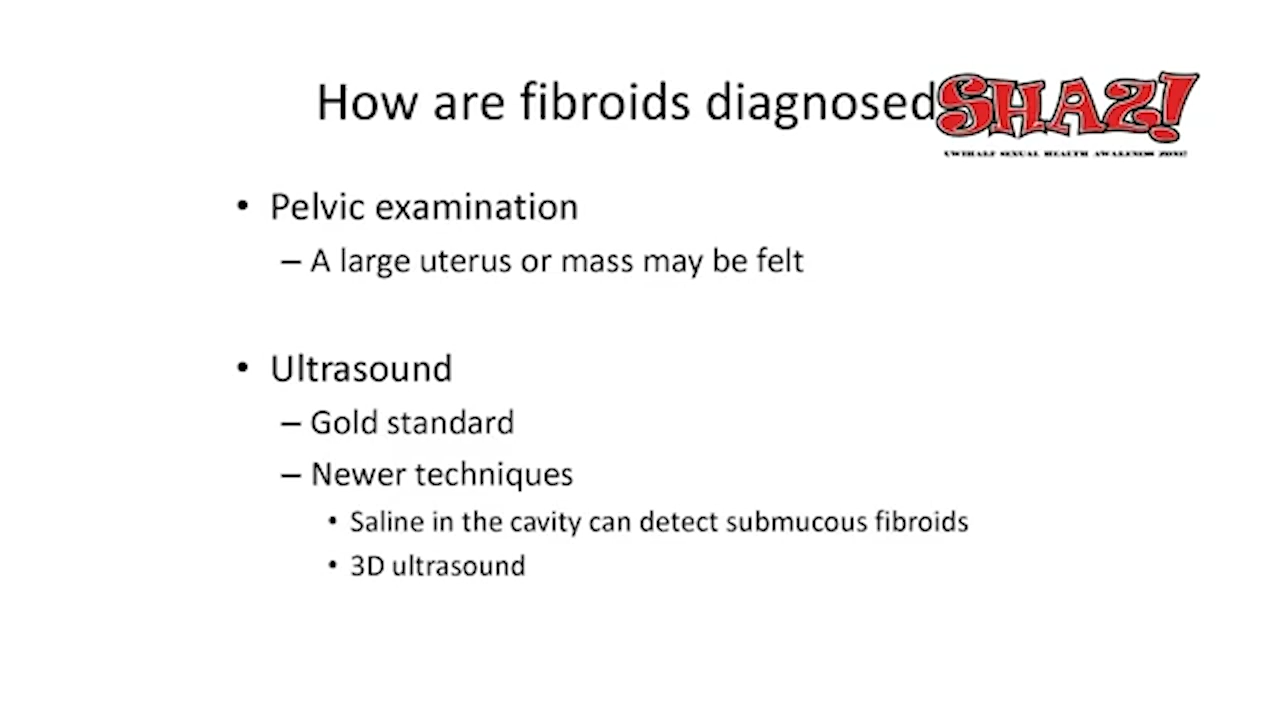 How are fibroids diagnosed
SHAZ!
SEXUAL HEALTH AWARENESS ZONE!
• Pelvic examination
– A large uterus or mass may be felt
• Ultrasound
– Gold standard
– Newer techniques
• Saline in the cavity can detect submucous fibroids
• 3D ultrasound